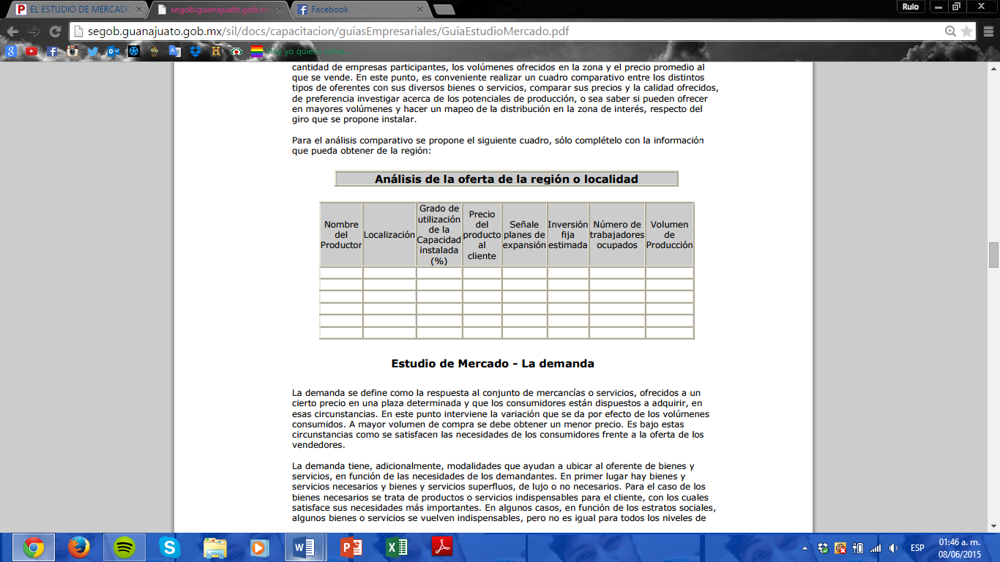 EL ESTUDIO DE MERCADO
segob.guanajuato.gob.m
Facebook
Rulo
segob.guanajuato.gob.mx/sil/docs/capacitacion/guiasEmpresariales/GuiaEstudioMercado.pdf
cantidad de empresas participantes, los volúmenes ofrecidos en la zona y el precio promedio al
que se vende. En este punto, es conveniente realizar un cuadro comparativo entre los distintos
tipos de oferentes con sus diversos bienes o servicios, comparar sus precios y la calidad ofrecidos,
de preferencia investigar acerca de los potenciales de producción, o sea saber si pueden ofrecer
en mayores volúmenes y hacer un mapeo de la distribución en la zona de interés, respecto del
giro que se propone instalar.
Para el análisis comparativo se propone el siguiente cuadro, sólo complételo con la información
que pueda obtener de la región:
Análisis de la oferta de la región o localidad
Nombre del Productor
Localización
Grado de utilización de la Capacidad instalada (%)
Precio del producto al cliente
Señale planes de expansión
Inversión fija estimada
Número de trabajadores ocupados
Volumen de Producción
Estudio de Mercado - La demanda
La demanda se define como la respuesta al conjunto de mercancías o servicios, ofrecidos a un
cierto precio en una plaza determinada y que los consumidores están dispuestos a adquirir, en
esas circunstancias. En este punto interviene la variación que se da por efecto de los volúmenes
consumidos. A mayor volumen de compra se debe obtener un menor precio. Es bajo estas
circunstancias como se satisfacen las necesidades de los consumidores frente a la oferta de los
vendedores.
La demanda tiene, adicionalmente, modalidades que ayudan a ubicar al oferente de bienes y
servicios, en función de las necesidades de los demandantes. En primer lugar hay bienes y
servicios necesarios y bienes y servicios superfluos, de lujo o no necesarios. Para el caso de los
bienes necesarios se trata de productos o servicios indispensables para el cliente, con los cuales
satisface sus necesidades más importantes. En algunos casos, en función de los estratos sociales,
algunos bienes o servicios se vuelven indispensables, pero no es igual para todos los niveles de
ESP
01:46 a. m.
08/06/2015